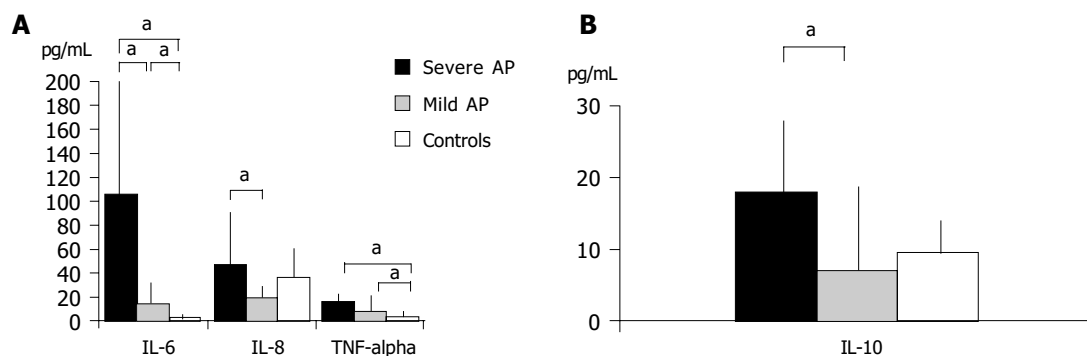 A
pg/mL
a
a a
200
180
160
140
120
100
80
60
40
20
0
a
a
a
IL-6 IL-8 TNF-alpha
Severe AP
Mild AP
Controls
B
pg/mL
a
30
20
10
0
IL-10